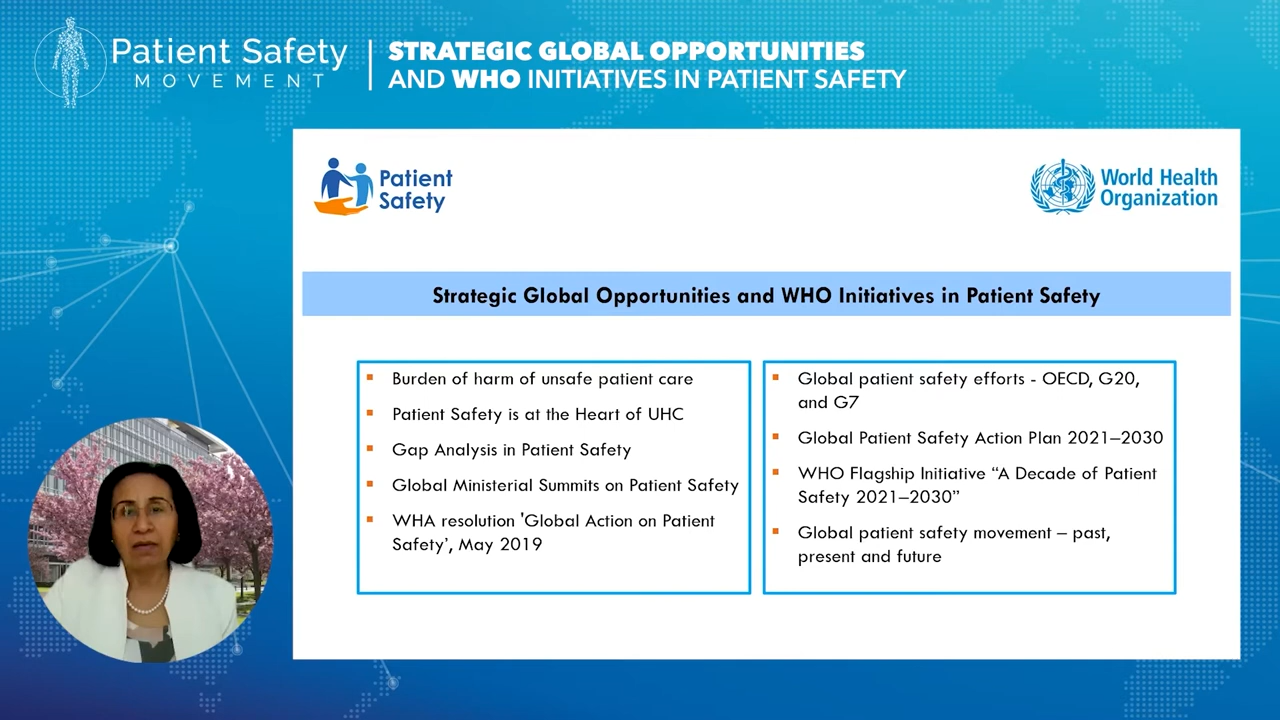 Patient Safety
MOVEMENT
STRATEGIC GLOBAL OPPORTUNITIES
AND WHO INITIATIVES IN PATIENT SAFETY
Patient
Safety
World Health
Organization
Strategic Global Opportunities and WHO Initiatives in Patient Safety
▪ Burden of harm of unsafe patient care
▪ Patient Safety is at the Heart of UHC
▪ Gap Analysis in Patient Safety
▪ Global Ministerial Summits on Patient Safety
▪ WHA resolution 'Global Action on Patient
Safety’, May 2019
▪ Global patient safety efforts - OECD, G20,
and G7
▪ Global Patient Safety Action Plan 2021–2030
▪ WHO Flagship Initiative “A Decade of Patient
Safety 2021–2030”
▪ Global patient safety movement – past,
present and future